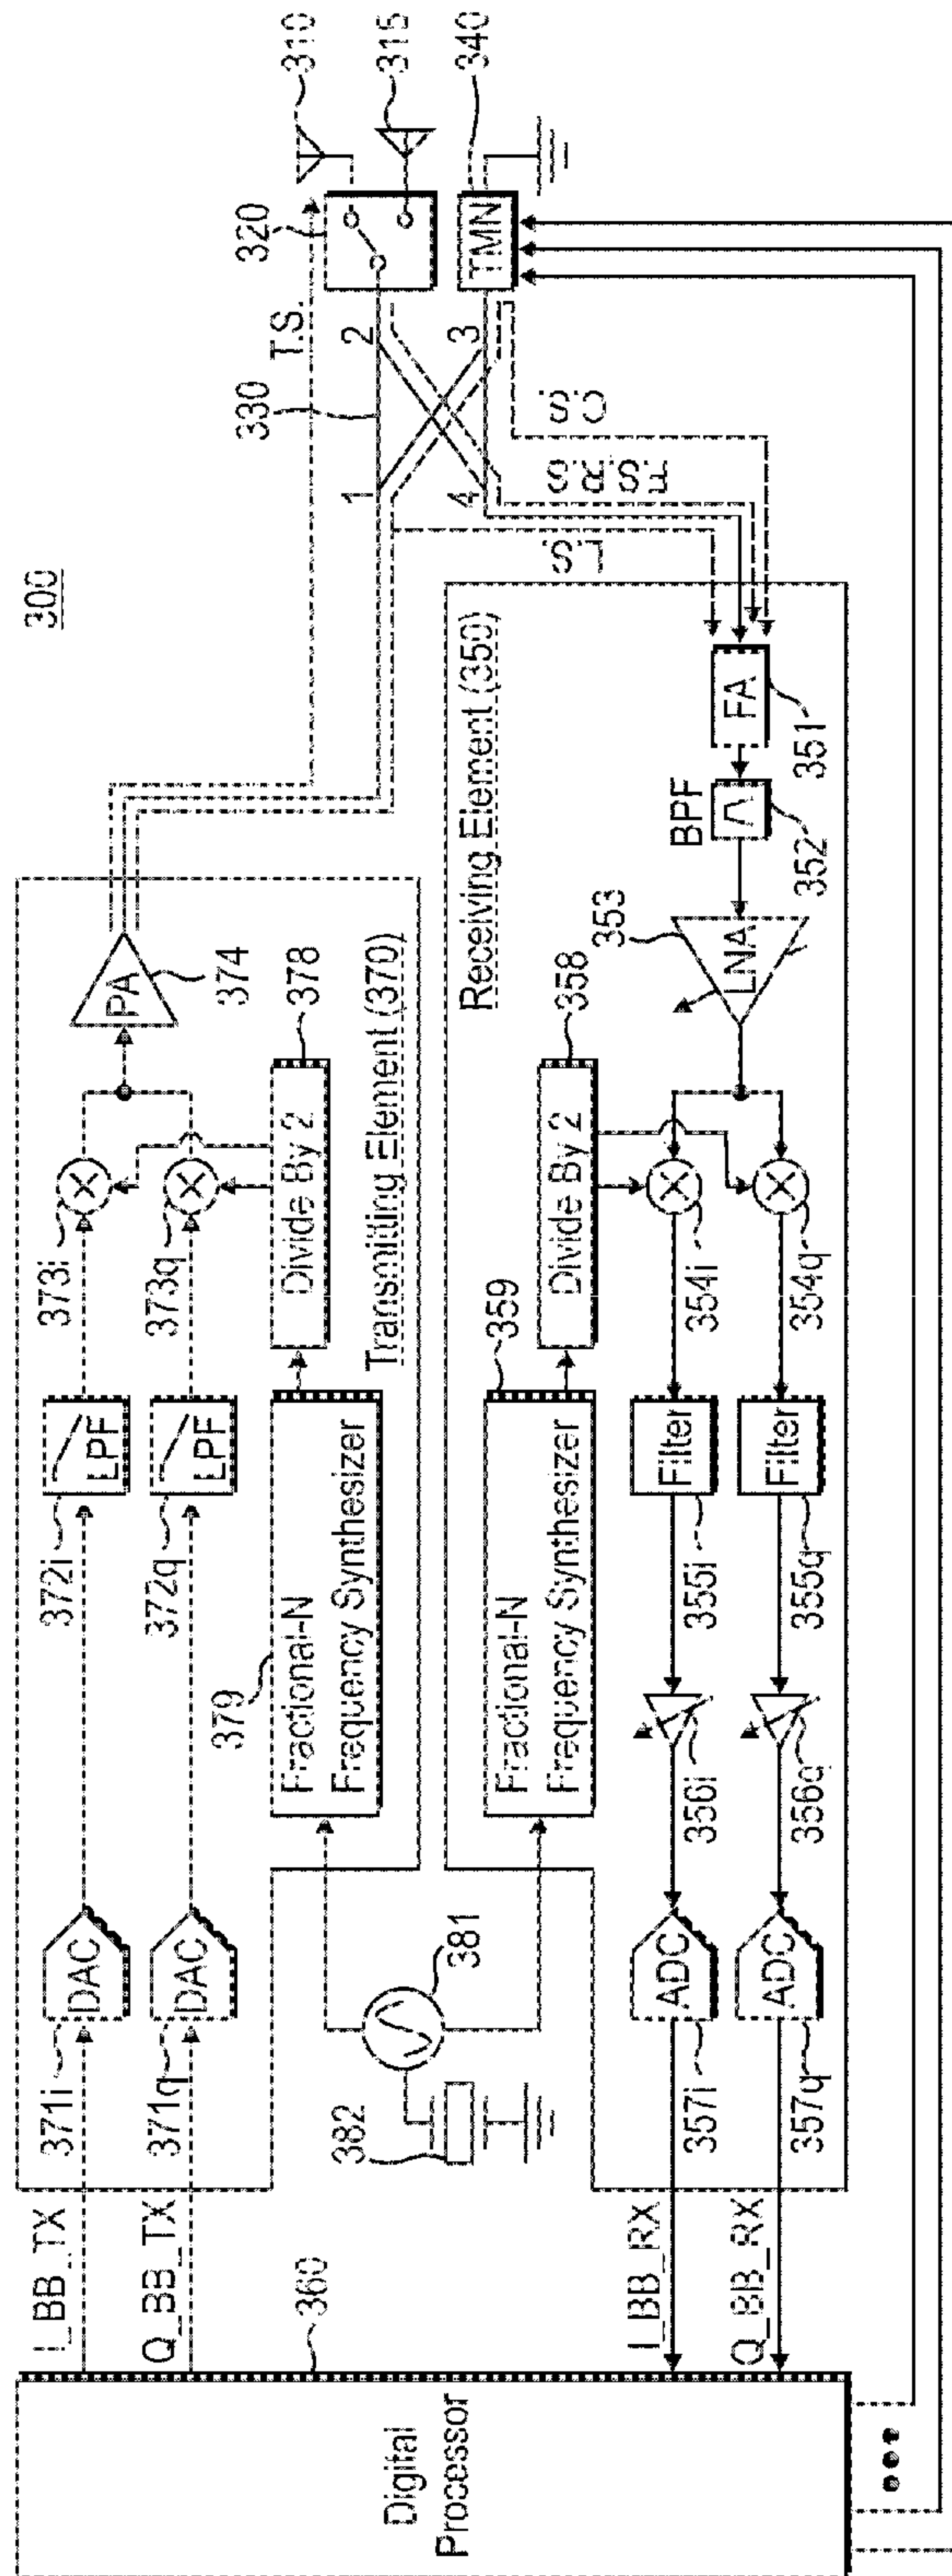 300
Digital
Processor
360
I_BB_TX
Q_BB_TX
371i
DAC
371q
DAC
372i
LPF
372q
LPF
373i
373q
PA
374
379
Fractional-N
Frequency Synthesizer
Divide By 2
378
Transmiting Element (370)
382
381
T.S.
330
320
310
315
340
1
2
3
4
TMN
L.S.
C.S.
Receiving Element (350)
Fractional-N
Frequency Synthesizer
359
Divide By 2
358
353
LNA
BPF
352
FA
351
354i
354q
Filter
355i
Filter
355q
356i
356q
ADC
357i
ADC
357q
I_BB_RX
Q_BB_RX